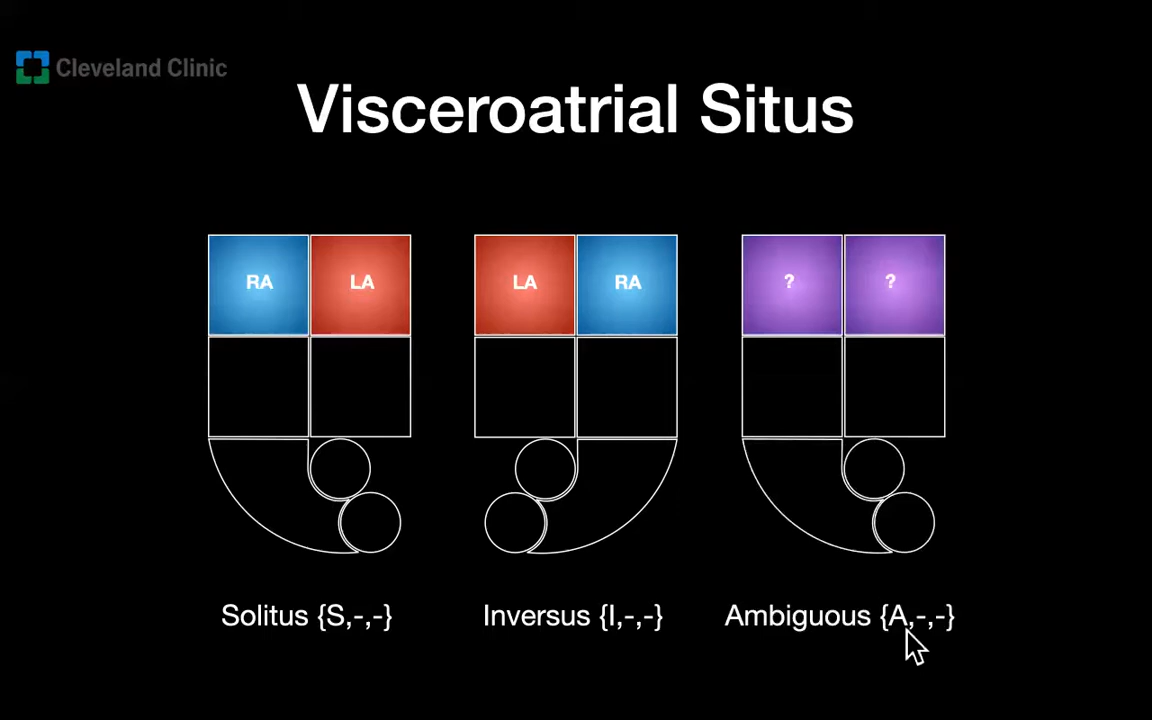 Cleveland Clinic
Visceroatrial Situs
RA LA LA RA ? ?
Solitus {S,-,-} Inversus {I,-,-} Ambiguous {A,-,-}